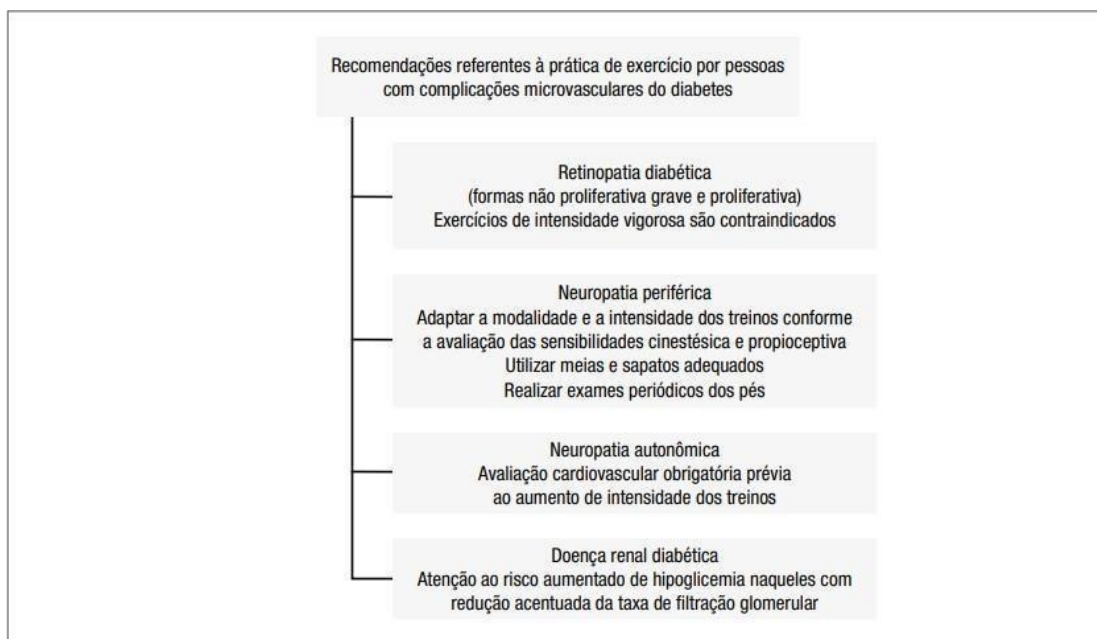 Recomendações referentes à prática de exercício por pessoas
com complicações microvasculares do diabetes
Retinopatia diabética
(formas não proliferativa grave e proliferativa)
Exercícios de intensidade vigorosa são contraindicados
Neuropatia periférica
Adaptar a modalidade e a intensidade dos treinos conforme
a avaliação das sensibilidades cinestésica e propioceptiva
Utilizar meias e sapatos adequados
Realizar exames periódicos dos pés
Neuropatia autonômica
Avaliação cardiovascular obrigatória prévia
ao aumento de intensidade dos treinos
Doença renal diabética
Atenção ao risco aumentado de hipoglicemia naqueles com
redução acentuada da taxa de filtração glomerular